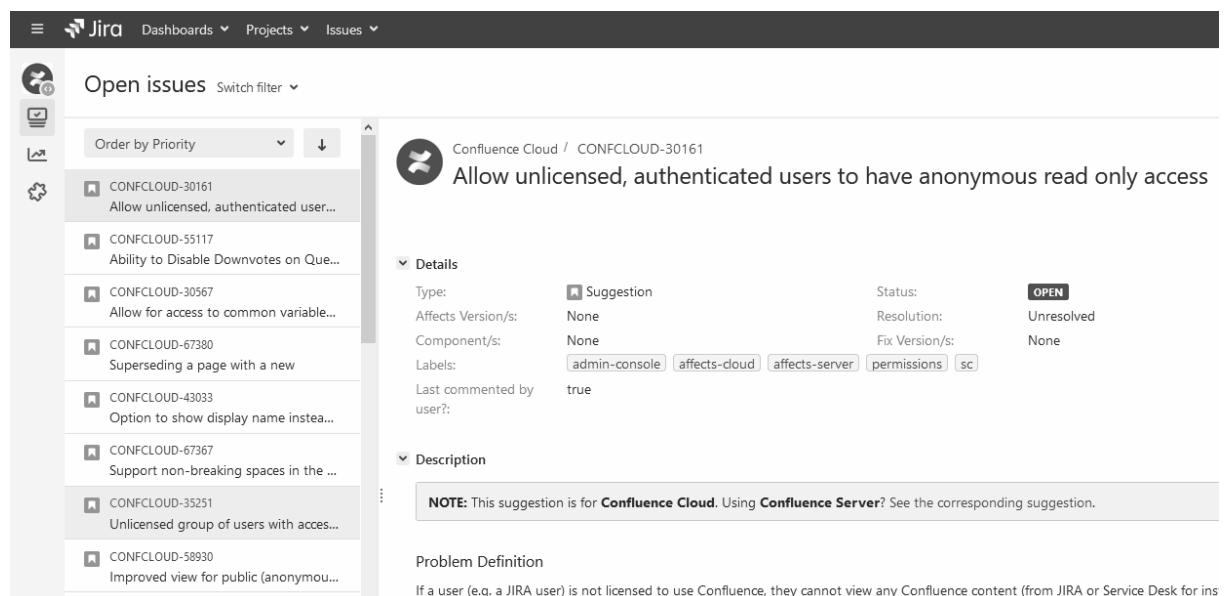 Jira Dashboards Projects Issues
Open issues Switch filter
Order by Priority
CONFCLOUD-30161
Allow unlicensed, authenticated user...
CONFCLOUD-55117
Ability to Disable Downvotes on Que...
CONFCLOUD-30567
Allow for access to common variable...
CONFCLOUD-67380
Superseding a page with a new
CONFCLOUD-43033
Option to show display name instea...
CONFCLOUD-67367
Support non-breaking spaces in the ...
CONFCLOUD-35251
Unlicensed group of users with acces...
CONFCLOUD-58930
Improved view for public (anonymou...
Confluence Cloud / CONFCLOUD-30161
Allow unlicensed, authenticated users to have anonymous read only access
Details
Type: Suggestion Status: OPEN
Affects Version/s: None Resolution: Unresolved
Component/s: None Fix Version/s: None
Labels: admin-console affects-cloud affects-server permissions sc
Last commented by true
user?:
Description
NOTE: This suggestion is for Confluence Cloud. Using Confluence Server? See the corresponding suggestion.
Problem Definition
If a user (e.g. a JIRA user) is not licensed to use Confluence, they cannot view any Confluence content (from JIRA or Service Desk for ins